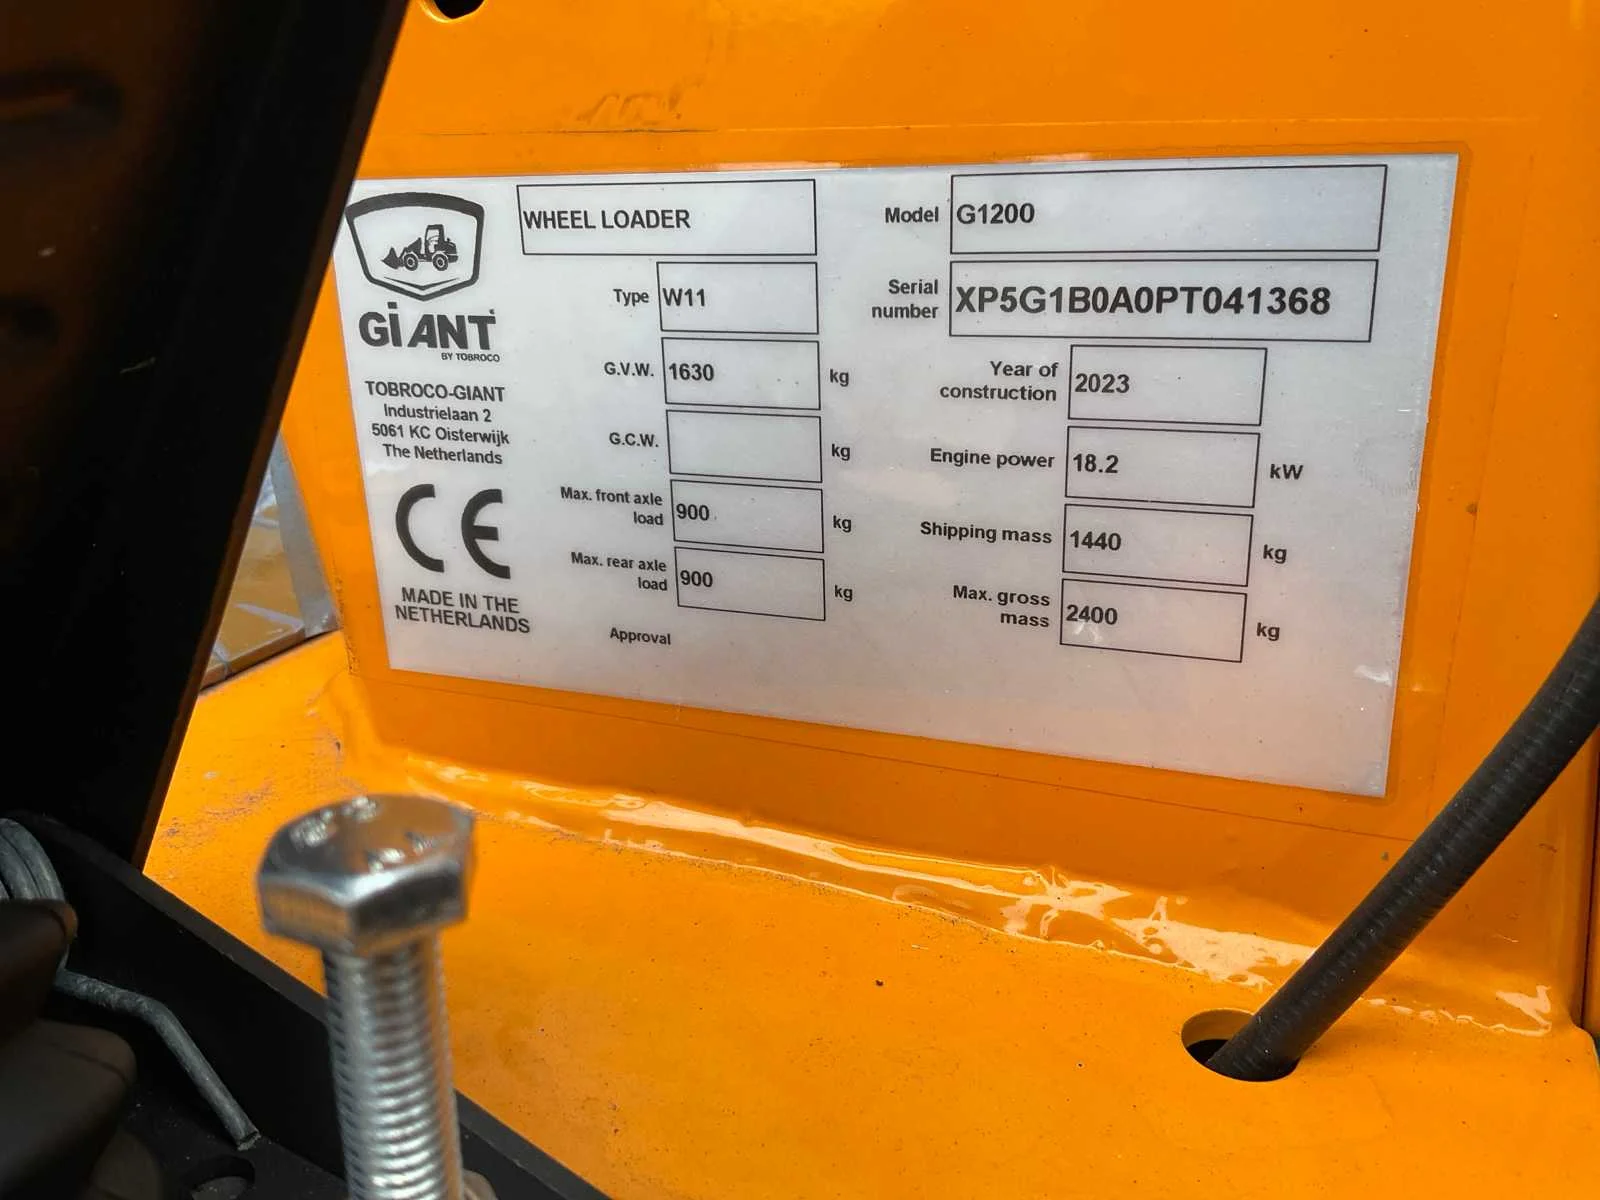 WHEEL LOADER
Model G1200
Type W11
Serial number XP5G1B0A0PT041368
GiANT
BY TOBROCO
G.V.W. 1630 kg
Year of construction 2023
TOBROCO-GIANT
Industrielaan 2
5061 KC Oisterwijk
The Netherlands
G.C.W. kg
Engine power 18.2 kW
CE
Max. front axle load 900 kg
Shipping mass 1440 kg
Max. rear axle load 900 kg
Max. gross mass 2400 kg
MADE IN THE
NETHERLANDS
Approval